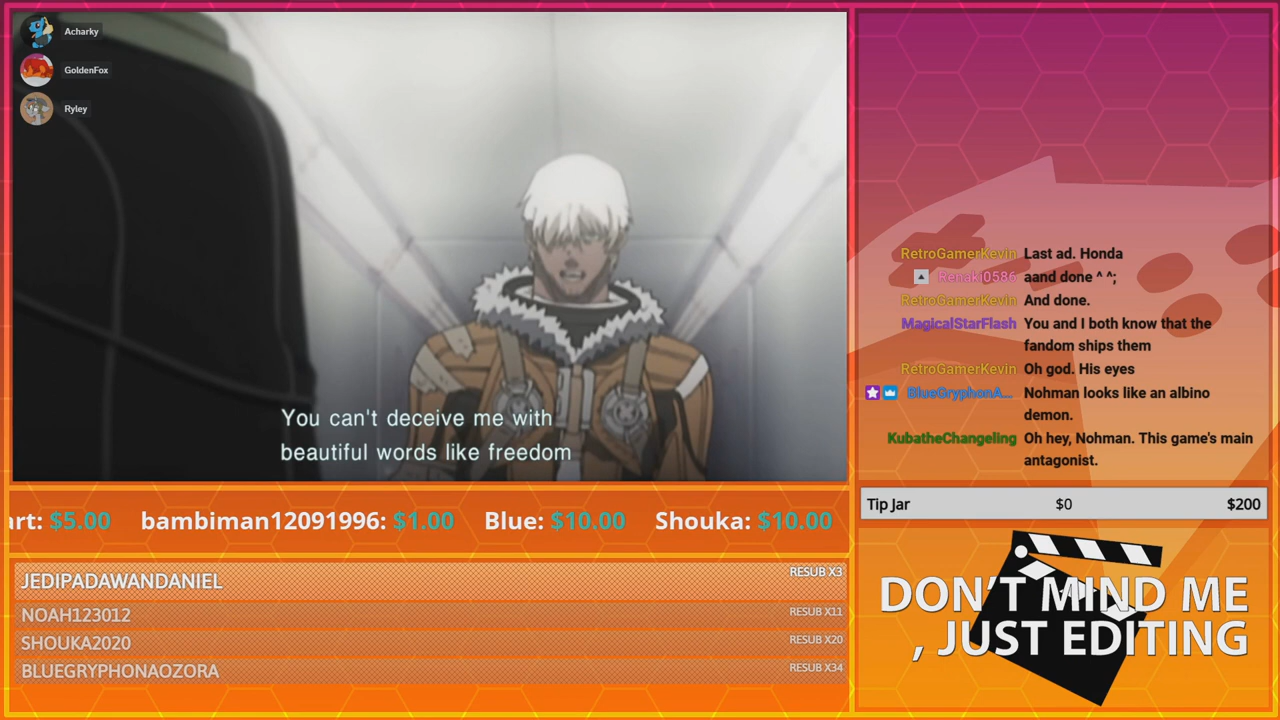 Acharky
GoldenFox
Ryley
You can't deceive me with
beautiful words like freedom
RetroGamerKevin Last ad. Honda
Renaki0586 aand done ^ ^;
RetroGamerKevin And done.
MagicalStarFlash You and I both know that the
fandom ships them
RetroGamerKevin Oh god. His eyes
BlueGryphonA... Nohman looks like an albino
demon.
KubatheChangeling Oh hey, Nohman. This game's main
antagonist.
Tip Jar $0 $200
art: $5.00 bambiman12091996: $1.00 Blue: $10.00 Shouka: $10.00
JEDIPADAWANDANIEL RESUB X3
NOAH123012 RESUB X11
SHOUKA2020 RESUB X20
BLUEGRYPHONAOZORA RESUB X34
DON'T MIND ME
, JUST EDITING